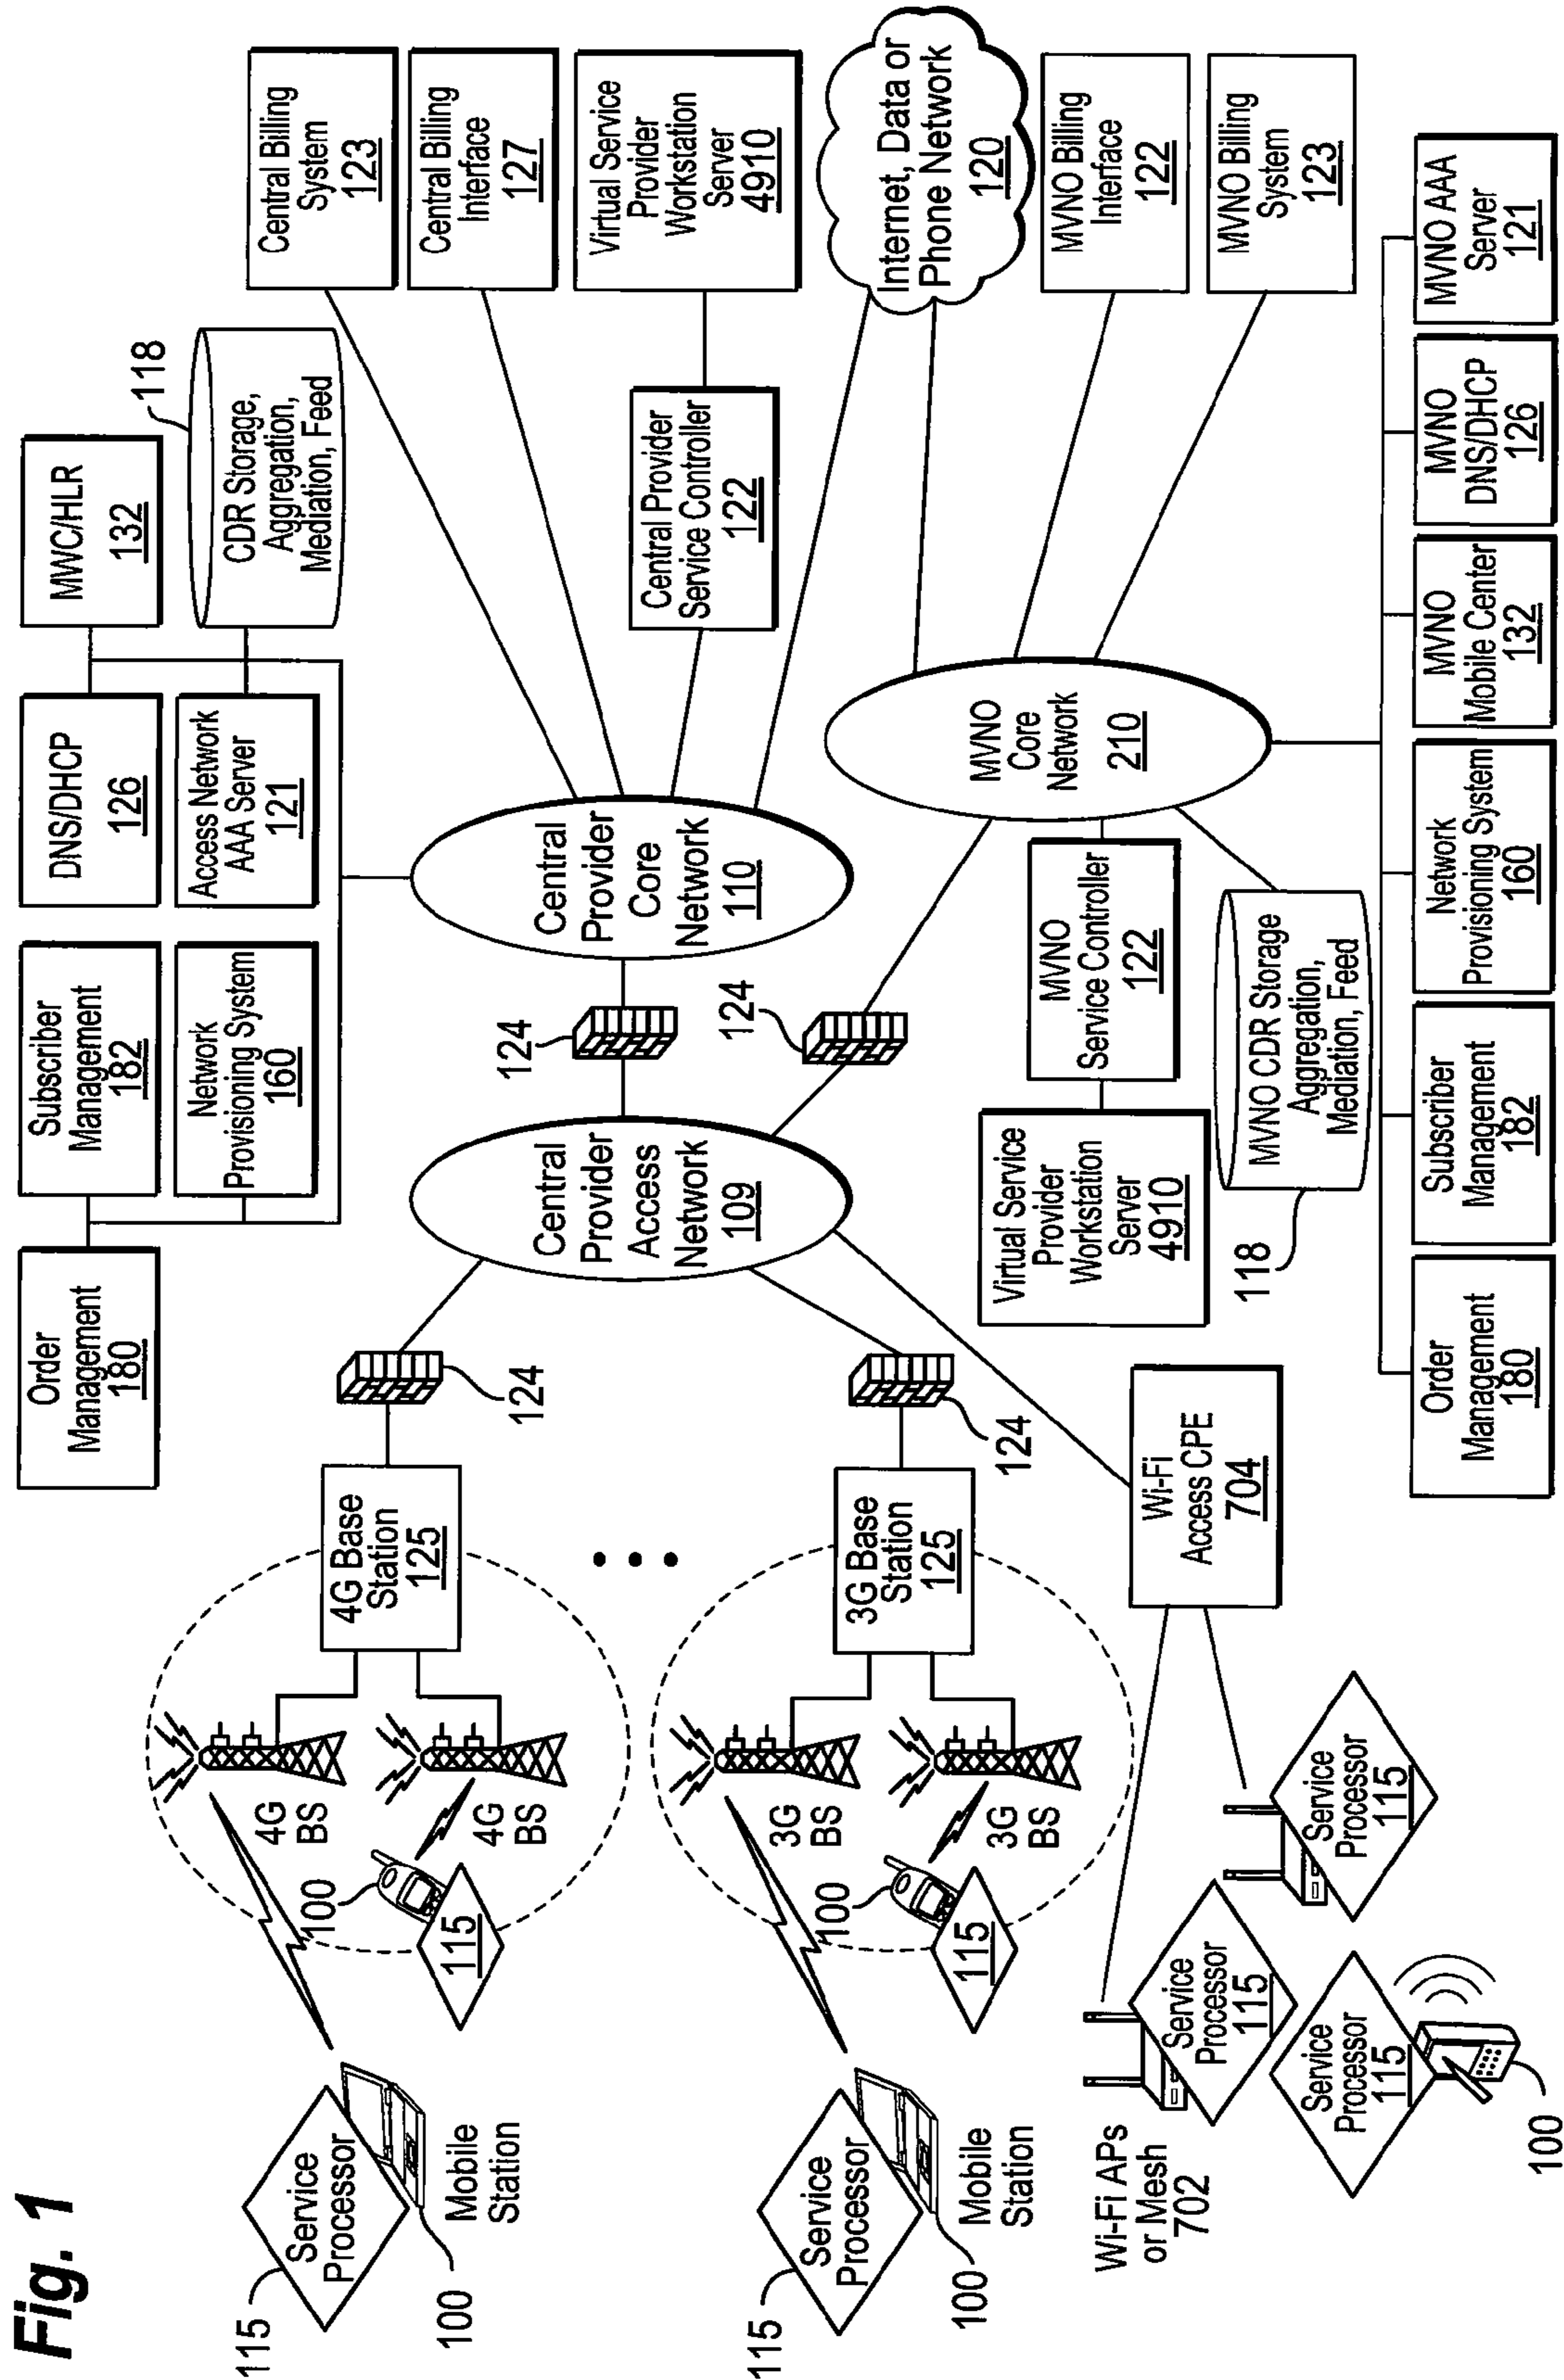 Fig. 1
Order
Management
180
Subscriber
Management
182
Network
Provisioning System
160
DNS/DHCP
126
Access Network
AAA Server
121
MWC/HLR
132
118
CDR Storage,
Aggregation,
Mediation, Feed
Central Billing
System
123
Central Billing
Interface
127
Virtual Service
Provider
Workstation
Server
4910
Central Provider
Service Controller
122
Internet, Data or
Phone Network
120
MVNO Billing
Interface
122
MVNO Billing
System
123
Central
Provider
Core
Network
110
124
124
Central
Provider
Access
Network
109
MVNO
Core
Network
210
MVNO
Service Controller
122
Virtual Service
Provider
Workstation
Server
4910
MVNO CDR Storage
Aggregation,
Mediation, Feed
118
124
124
4G Base
Station
125
4G
BS
4G
BS
100
115
115
Service
Processor
100
Mobile
Station
3G Base
Station
125
3G
BS
3G
BS
100
115
115
Service
Processor
100
Mobile
Station
Wi-Fi
Access CPE
704
Wi-Fi APs
or Mesh
702
Service
Processor
115
Service
Processor
115
Service
Processor
115
100
Order
Management
180
Subscriber
Management
182
Network
Provisioning System
160
MVNO
Mobile Center
132
MVNO
DNS/DHCP
126
MVNO AAA
Server
121